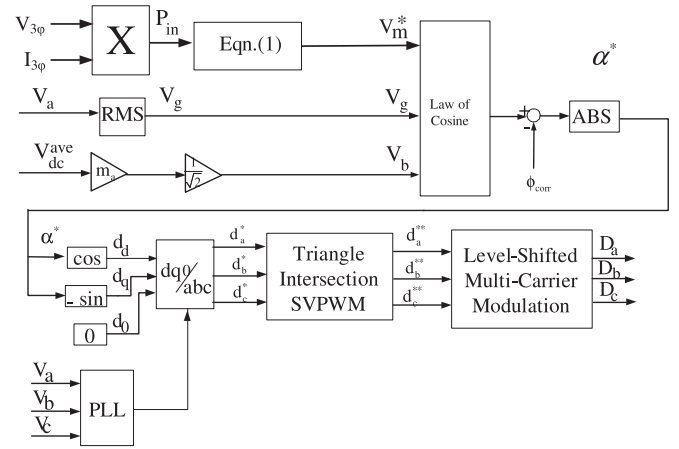 V3φ
I3φ
X
Pin
Eqn.(1)
Vm*
α*
Va
RMS
Vg
Vg
Law of
Cosine
+
-
ABS
Vdc ave
ma
1/√2
Vb
ϕcorr
α*
cos
dd
- sin
dq
0
d0
dq0/abc
da*
db*
dc*
Triangle
Intersection
SVPWM
da**
db**
dc**
Level-Shifted
Multi-Carrier
Modulation
Da
Db
Dc
Va
Vb
Vc
PLL